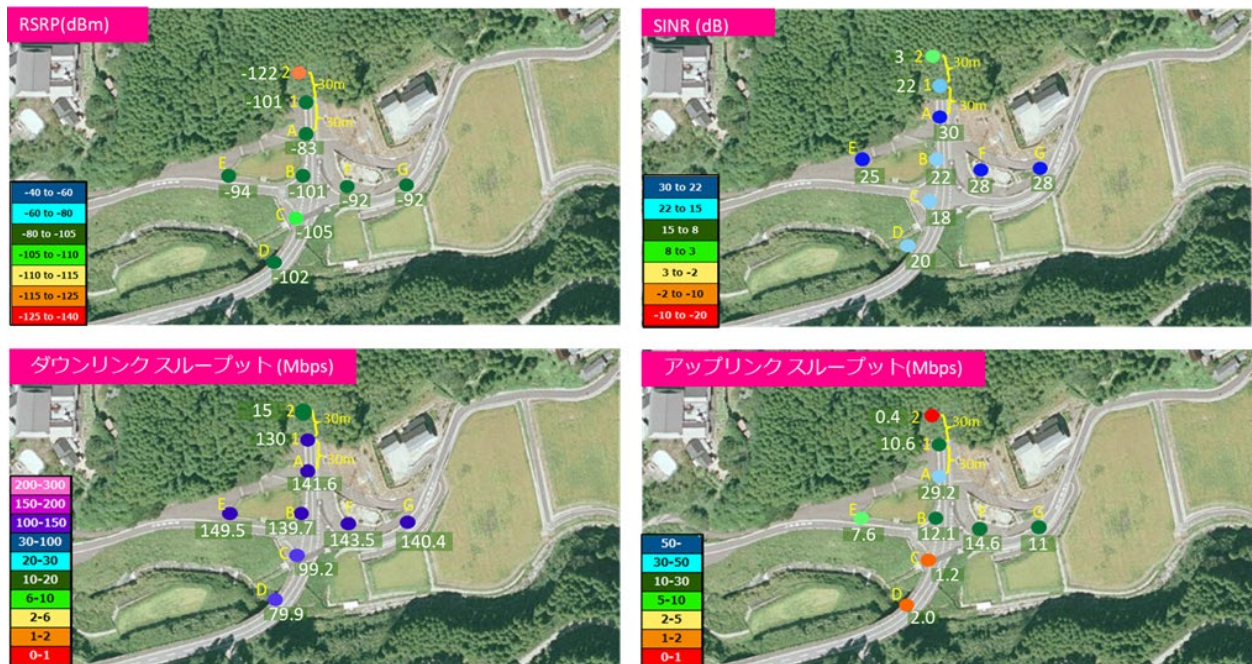 RSRP(dBm)
-122 2
30m
-101 1
30m
A
-83
E
-94
B
-101
F
-92
G
-92
C
-105
D
-102
-40 to -60
-60 to -80
-80 to -105
-105 to -110
-110 to -115
-115 to -125
-125 to -140
SINR (dB)
3 2
30m
22 1
30m
A
30
E
25
B
22
F
28
G
28
C
18
D
20
30 to 22
22 to 15
15 to 8
8 to 3
3 to -2
-2 to -10
-10 to -20
ダウンリンク スループット (Mbps)
15 2
30m
130 1
30m
A
141.6
E
149.5
B
139.7
F
143.5
G
140.4
C
99.2
D
79.9
200-300
150-200
100-150
30-100
20-30
10-20
6-10
2-6
1-2
0-1
アップリンク スループット(Mbps)
0.4 2
30m
10.6 1
30m
A
29.2
E
7.6
B
12.1
F
14.6
G
11
C
1.2
D
2.0
50-
30-50
10-30
5-10
2-5
1-2
0-1